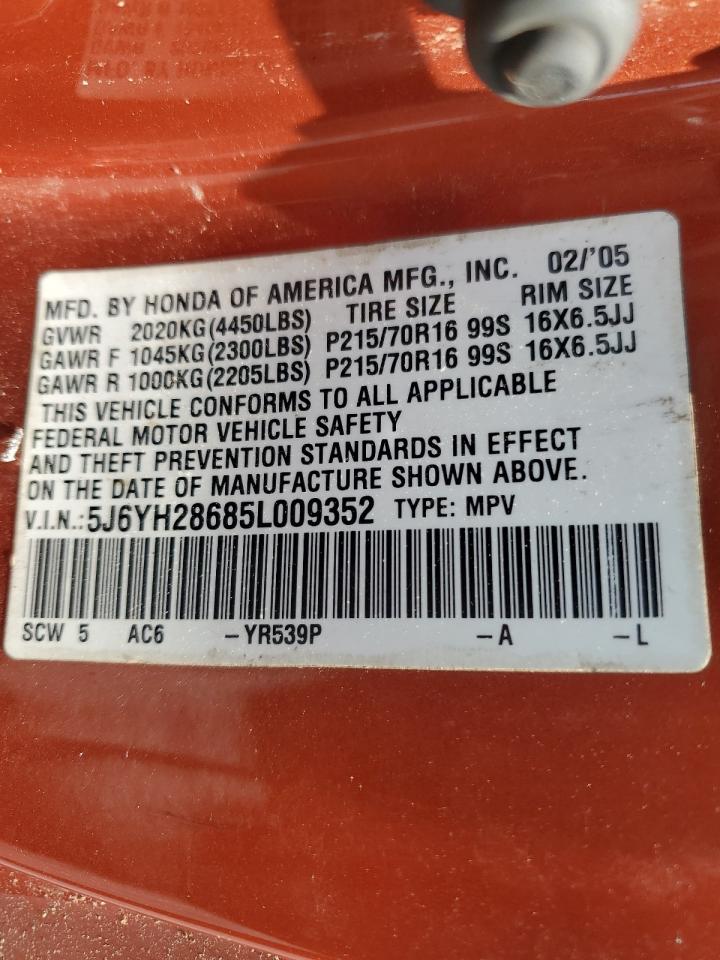 MFD. BY HONDA OF AMERICA MFG., INC. 02/'05
GVWR 2020KG(4450LBS) TIRE SIZE RIM SIZE
GAWR F 1045KG(2300LBS) P215/70R16 99S 16X6.5JJ
GAWR R 1000KG(2205LBS) P215/70R16 99S 16X6.5JJ
THIS VEHICLE CONFORMS TO ALL APPLICABLE
FEDERAL MOTOR VEHICLE SAFETY
AND THEFT PREVENTION STANDARDS IN EFFECT
ON THE DATE OF MANUFACTURE SHOWN ABOVE.
V.I.N.:5J6YH28685L009352 TYPE: MPV
SCW 5 AC6 -YR539P -A -L